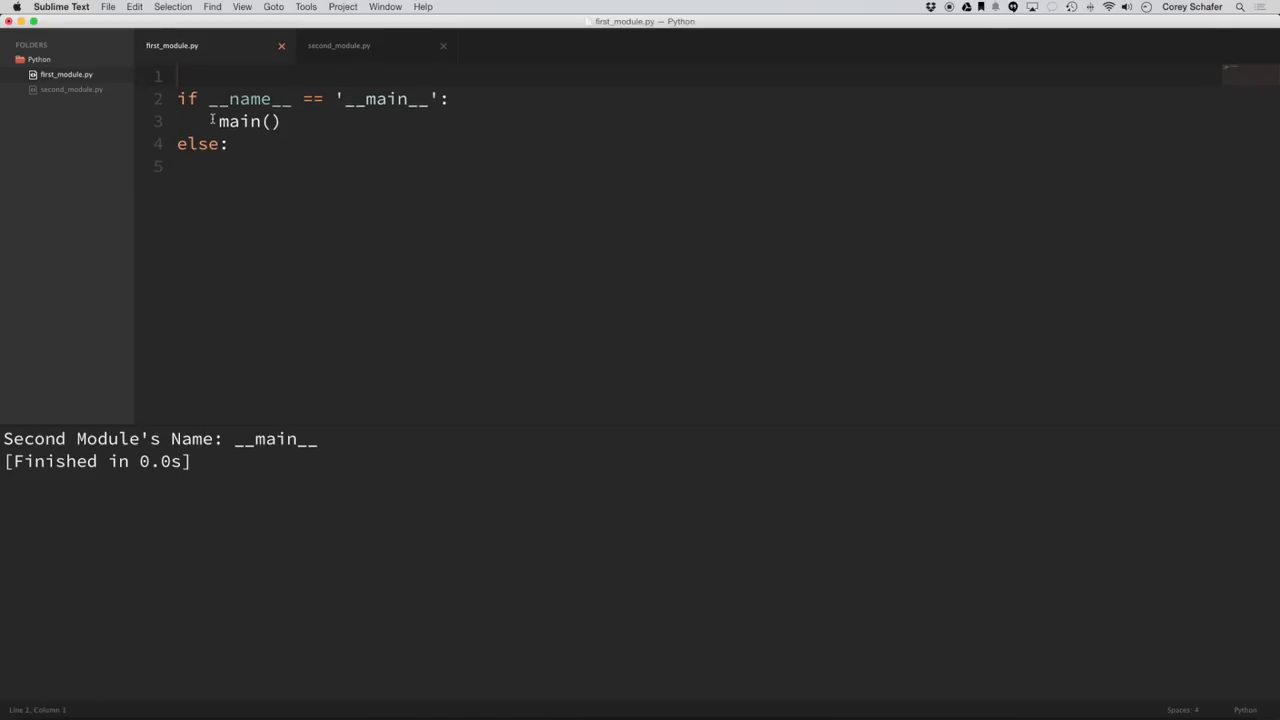 Sublime Text File Edit Selection Find View Goto Tools Project Window Help Corey Schafer
first_module.py — Python
FOLDERS
Python
first_module.py
second_module.py
first_module.py second_module.py
1
2 if __name__ == '__main__':
3 main()
4 else:
5
Second Module's Name: __main__
[Finished in 0.0s]
Line 1, Column 1 Spaces: 4 Python